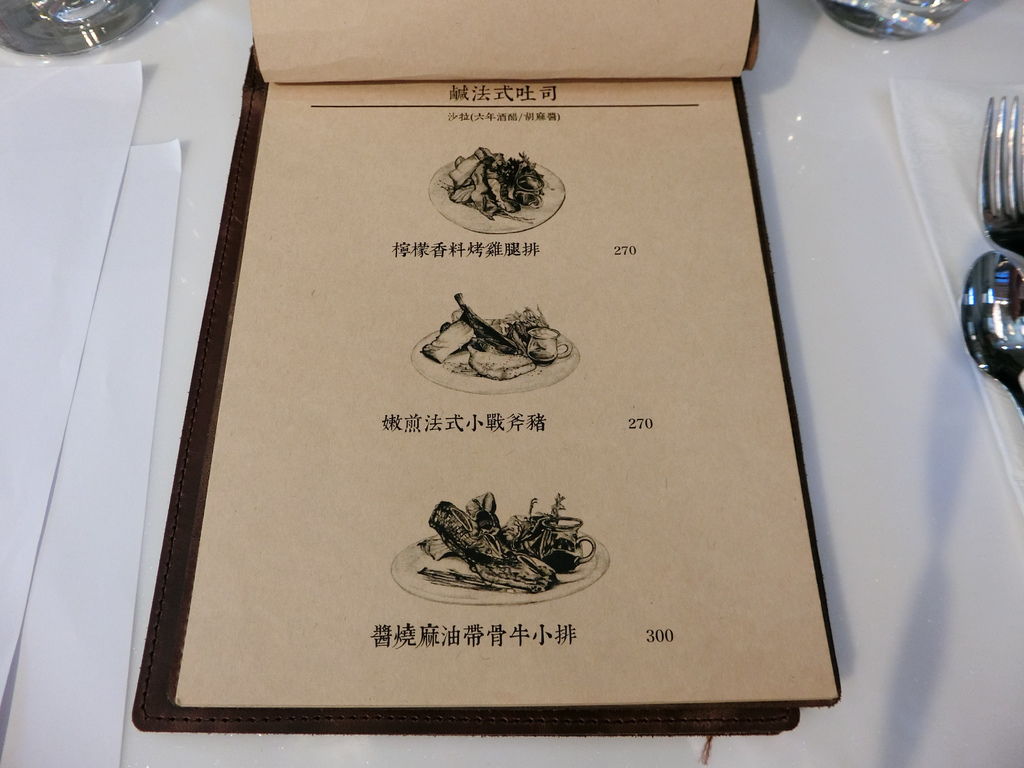 鹹法式吐司
沙拉(六年酒醋/胡麻醬)
檸檬香料烤雞腿排 270
嫩煎法式小戰斧豬 270
醬燒麻油帶骨牛小排 300